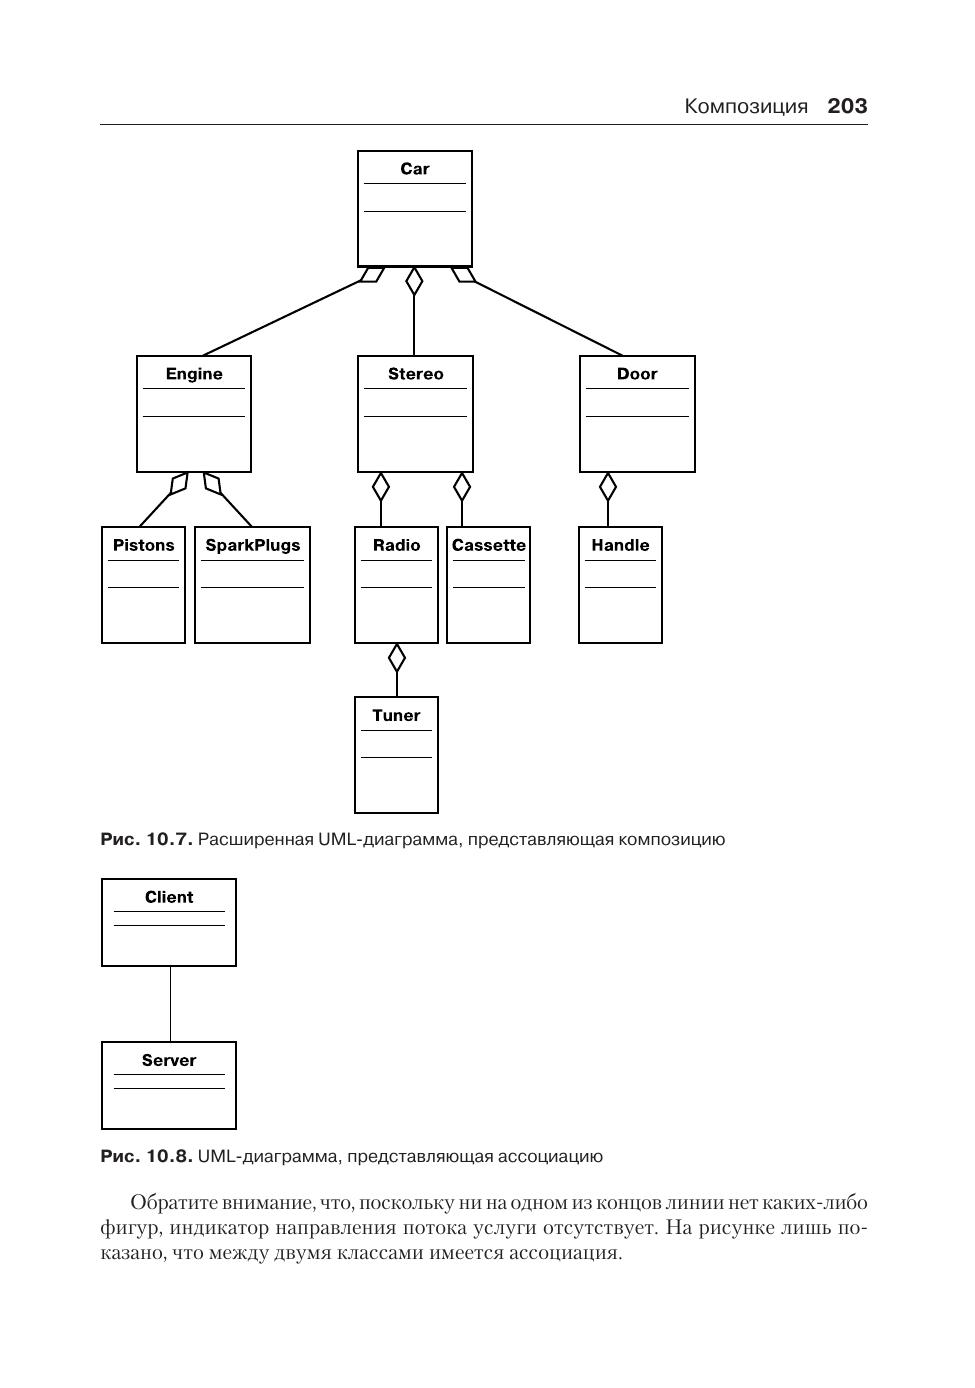 Композиция 203
Car
Engine
Stereo
Door
Pistons
SparkPlugs
Radio
Cassette
Handle
Tuner
Рис. 10.7. Расширенная UML-диаграмма, представляющая композицию
Client
Server
Рис. 10.8. UML-диаграмма, представляющая ассоциацию
Обратите внимание, что, поскольку ни на одном из концов линии нет каких-либо
фигур, индикатор направления потока услуги отсутствует. На рисунке лишь по-
казано, что между двумя классами имеется ассоциация.